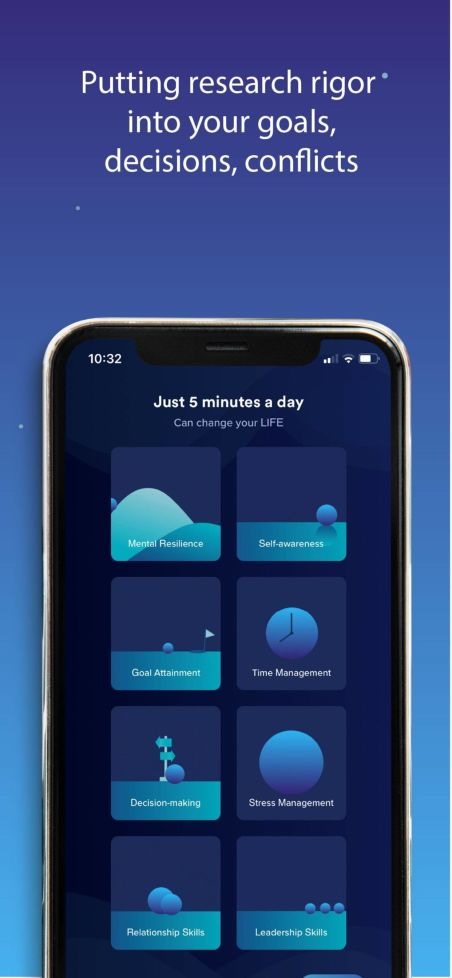 Putting research rigor
into your goals,
decisions, conflicts
10:32
Just 5 minutes a day
Can change your LIFE
Mental Resilience
Self-awareness
Goal Attainment
Time Management
Decision-making
Stress Management
Relationship Skills
Leadership Skills